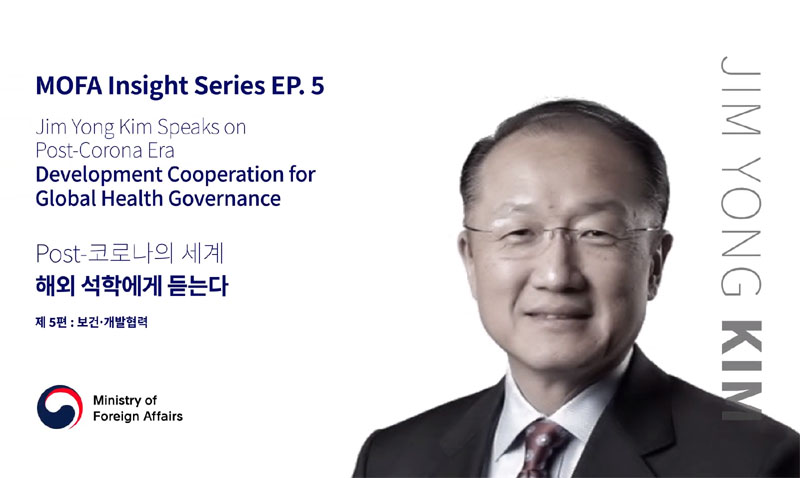 MOFA Insight Series EP. 5
Jim Yong Kim Speaks on
Post-Corona Era
Development Cooperation for
Global Health Governance
Post-코로나의 세계
해외 석학에게 듣는다
제 5편 : 보건·개발협력
Ministry of
Foreign Affairs
JIM YONG KIM